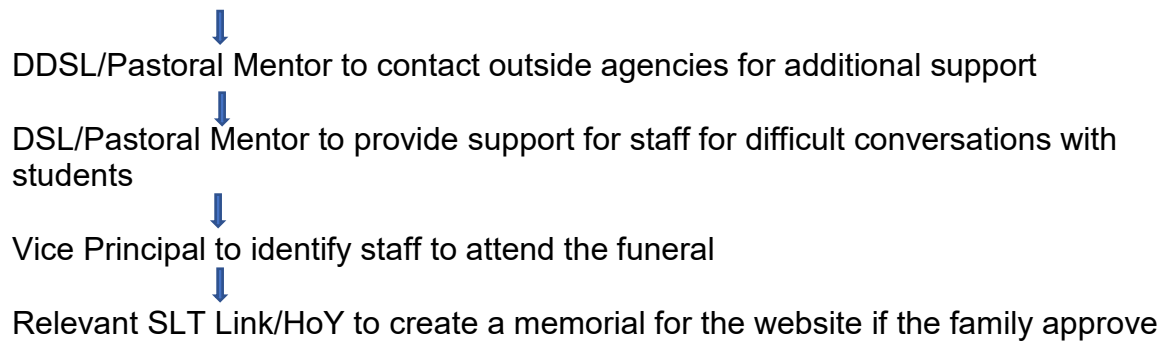 DDSL/Pastoral Mentor to contact outside agencies for additional support
DSL/Pastoral Mentor to provide support for staff for difficult conversations with
students
Vice Principal to identify staff to attend the funeral
Relevant SLT Link/HoY to create a memorial for the website if the family approve